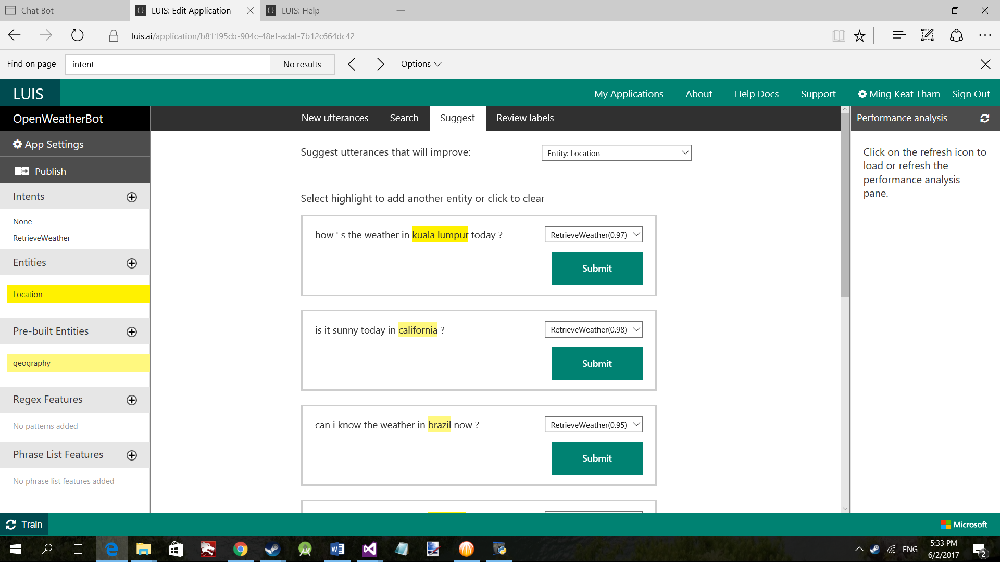 Chat Bot
LUIS: Edit Application
LUIS: Help
luis.ai/application/b81195cb-904c-48ef-adaf-7b12c664dc42
Find on page
intent
No results
Options
LUIS
My Applications
About
Help Docs
Support
Ming Keat Tham
Sign Out
OpenWeatherBot
New utterances
Search
Suggest
Review labels
Performance analysis
App Settings
Publish
Intents
None
RetrieveWeather
Entities
Location
Pre-built Entities
geography
Regex Features
No patterns added
Phrase List Features
No phrase list features added
Suggest utterances that will improve:
Entity: Location
Select highlight to add another entity or click to clear
how ' s the weather in kuala lumpur today ?
RetrieveWeather(0.97)
Submit
is it sunny today in california ?
RetrieveWeather(0.98)
Submit
can i know the weather in brazil now ?
RetrieveWeather(0.95)
Submit
Click on the refresh icon to
load or refresh the
performance analysis
pane.
Train
Microsoft
ENG
5:33 PM
6/2/2017
2